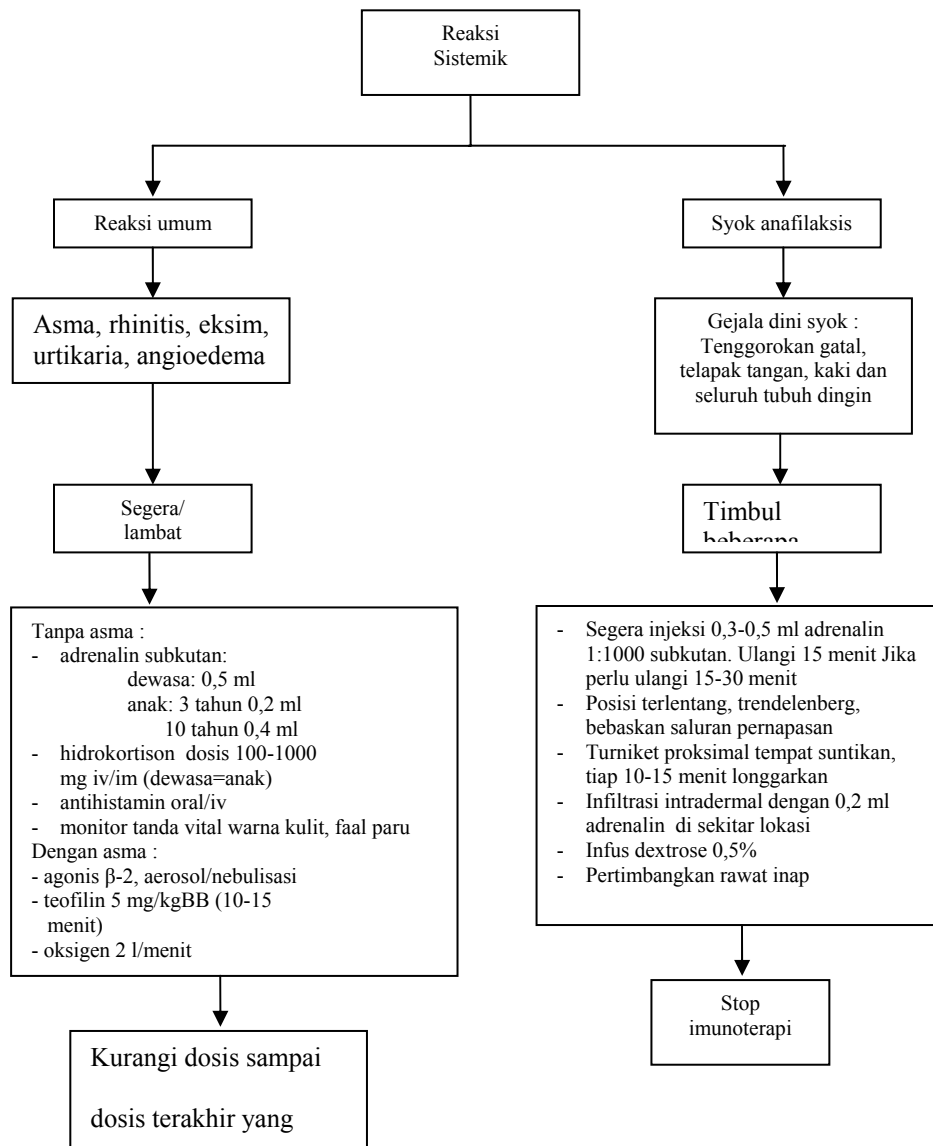 Reaksi
Sistemik
Reaksi umum
Syok anafilaksis
Asma, rhinitis, eksim,
urtikaria, angioedema
Gejala dini syok :
Tenggorokan gatal,
telapak tangan, kaki dan
seluruh tubuh dingin
Segera/
lambat
Timbul
beberapa
Tanpa asma :
- adrenalin subkutan:
dewasa: 0,5 ml
anak: 3 tahun 0,2 ml
10 tahun 0,4 ml
- hidrokortison dosis 100-1000
mg iv/im (dewasa=anak)
- antihistamin oral/iv
- monitor tanda vital warna kulit, faal paru
Dengan asma :
- agonis β-2, aerosol/nebulisasi
- teofilin 5 mg/kgBB (10-15
menit)
- oksigen 2 l/menit
- Segera injeksi 0,3-0,5 ml adrenalin
1:1000 subkutan. Ulangi 15 menit Jika
perlu ulangi 15-30 menit
- Posisi terlentang, trendelenberg,
bebaskan saluran pernapasan
- Turniket proksimal tempat suntikan,
tiap 10-15 menit longgarkan
- Infiltrasi intradermal dengan 0,2 ml
adrenalin di sekitar lokasi
- Infus dextrose 0,5%
- Pertimbangkan rawat inap
Kurangi dosis sampai
dosis terakhir yang
Stop
imunoterapi